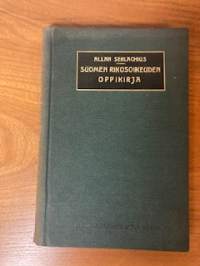 ALLAN SERLACHIUS
SUOMEN RIKOSOIKEUDEN
OPPIKIRJA